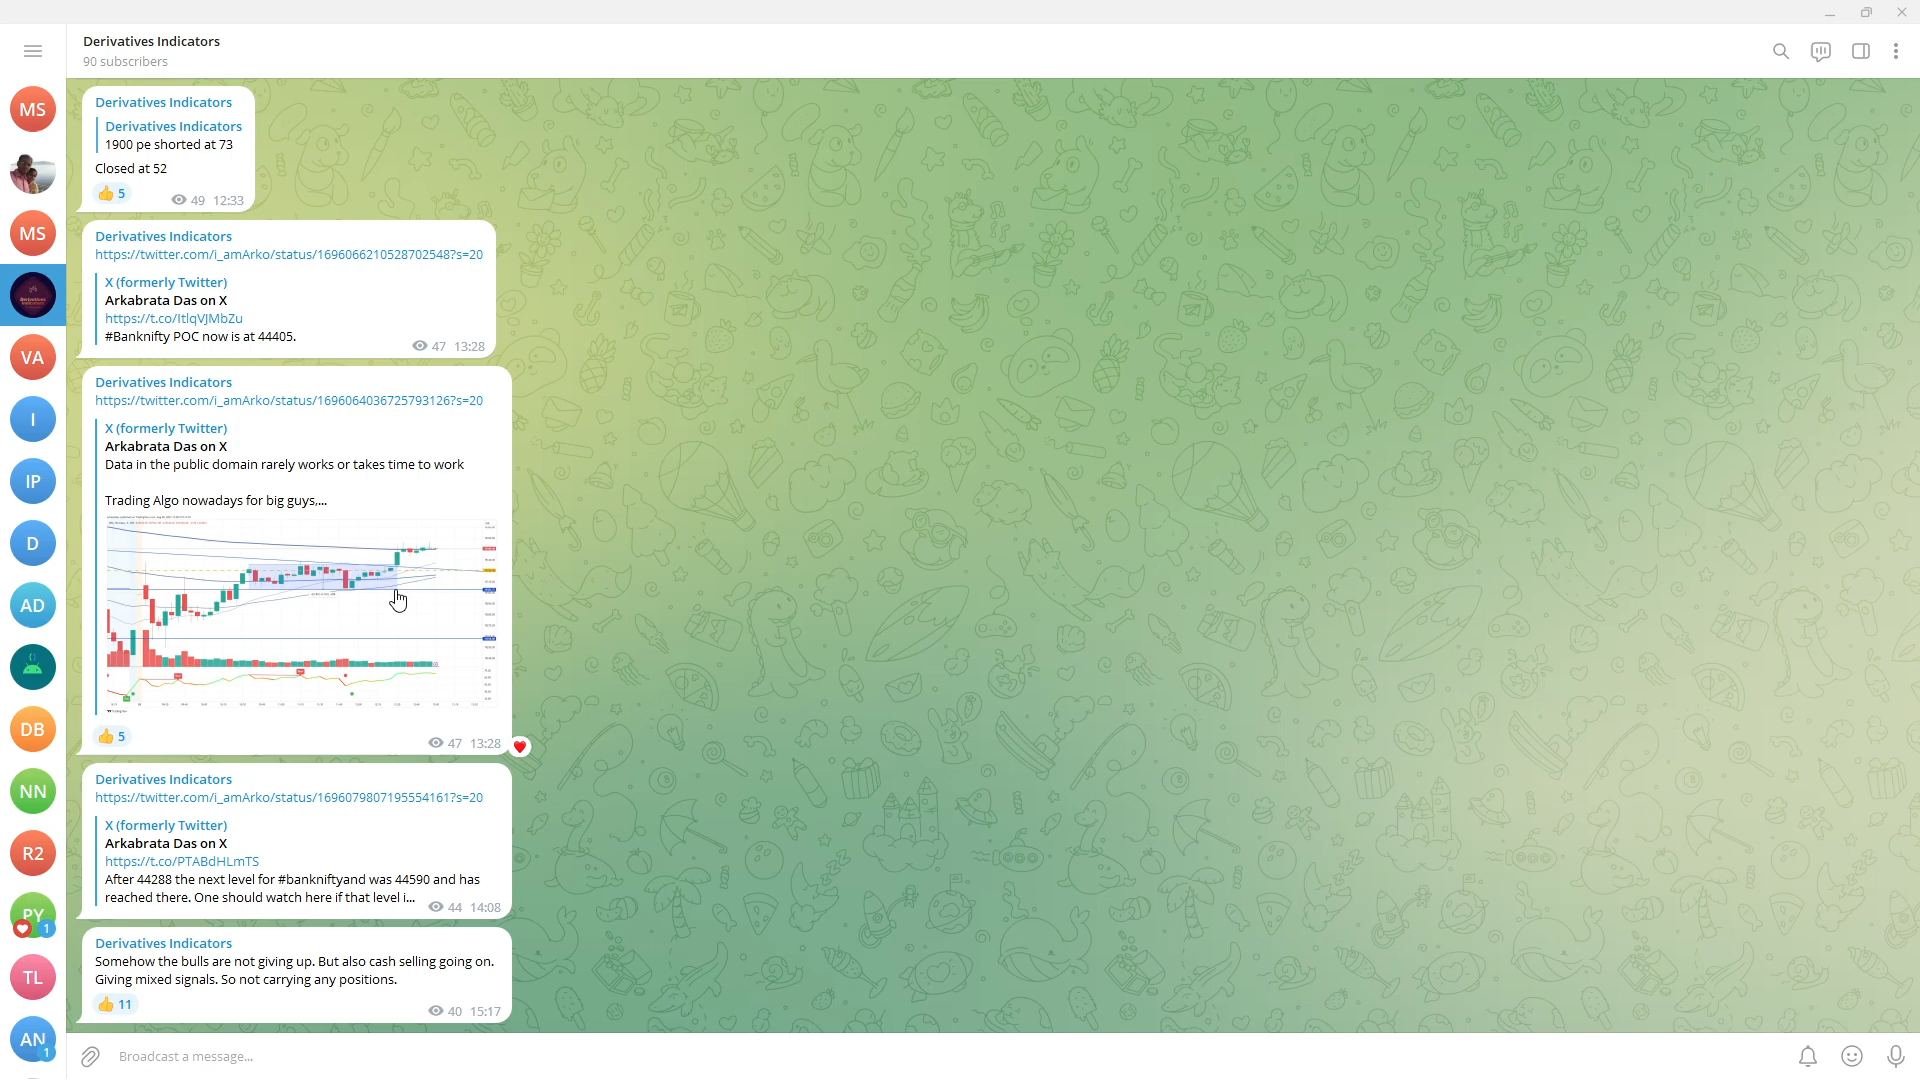 Derivatives Indicators
90 subscribers
MS
MS
VA
I
IP
D
AD
DB
NN
R2
PY
1
TL
AN
1
Derivatives Indicators
Derivatives Indicators
1900 pe shorted at 73
Closed at 52
5
49 12:33
Derivatives Indicators
https://twitter.com/i_amArko/status/1696066210528702548?s=20
X (formerly Twitter)
Arkabrata Das on X
https://t.co/ItlqVJMbZu
#Banknifty POC now is at 44405.
47 13:28
Derivatives Indicators
https://twitter.com/i_amArko/status/1696064036725793126?s=20
X (formerly Twitter)
Arkabrata Das on X
Data in the public domain rarely works or takes time to work
Trading Algo nowadays for big guys,...
5
47 13:28
Derivatives Indicators
https://twitter.com/i_amArko/status/1696079807195554161?s=20
X (formerly Twitter)
Arkabrata Das on X
https://t.co/PTABdHLmTS
After 44288 the next level for #bankniftyand was 44590 and has
reached there. One should watch here if that level i...
44 14:08
Derivatives Indicators
Somehow the bulls are not giving up. But also cash selling going on.
Giving mixed signals. So not carrying any positions.
11
40 15:17
Broadcast a message...